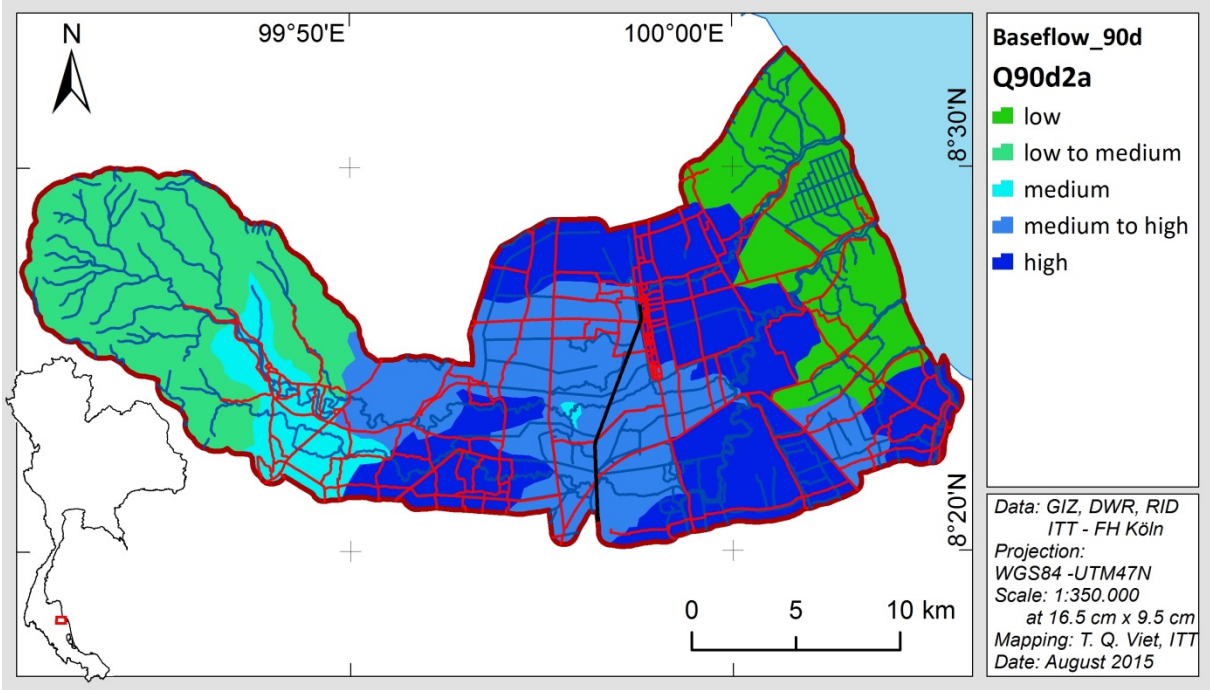 N
99°50'E
100°00'E
8°30'N
8°20'N
0 5 10 km
Baseflow_90d
Q90d2a
low
low to medium
medium
medium to high
high
Data: GIZ, DWR, RID
ITT - FH Köln
Projection:
WGS84 -UTM47N
Scale: 1:350.000
at 16.5 cm x 9.5 cm
Mapping: T. Q. Viet, ITT
Date: August 2015